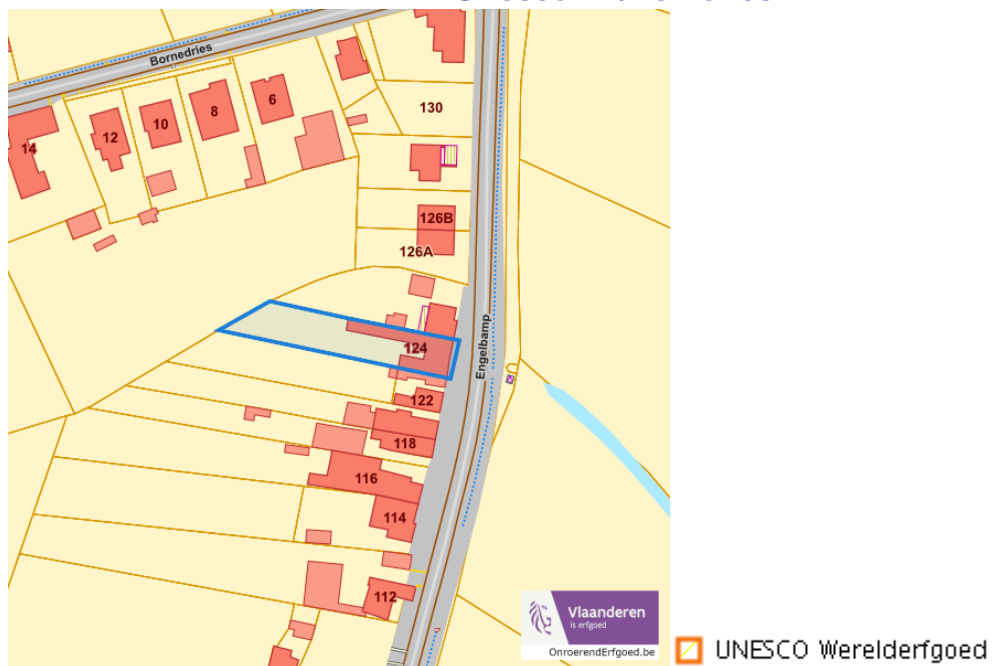 Bornedries
130
6
8
10
12
14
126B
126A
Engelbamp
124
122
118
116
114
112
Vlaanderen
is erfgoed
OnroerendErfgoed.be
UNESCO Werelderfgoed